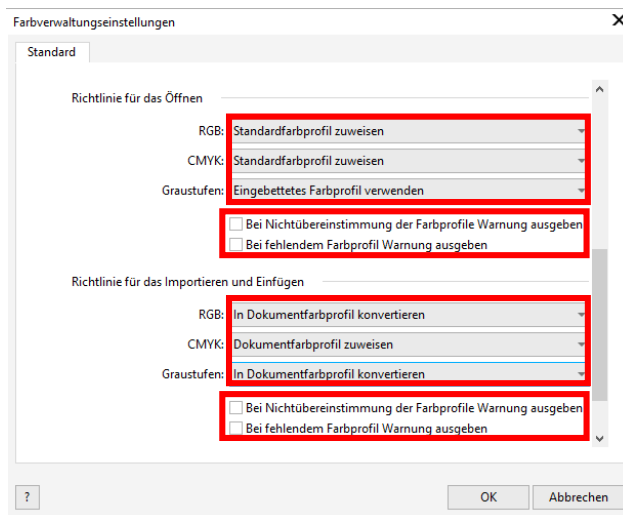 Farbverwaltungseinstellungen
Standard
Richtlinie für das Öffnen
RGB: Standardfarbprofil zuweisen
CMYK: Standardfarbprofil zuweisen
Graustufen: Eingebettetes Farbprofil verwenden
Bei Nichtübereinstimmung der Farbprofile Warnung ausgeben
Bei fehlendem Farbprofil Warnung ausgeben
Richtlinie für das Importieren und Einfügen
RGB: In Dokumentfarbprofil konvertieren
CMYK: Dokumentfarbprofil zuweisen
Graustufen: In Dokumentfarbprofil konvertieren
Bei Nichtübereinstimmung der Farbprofile Warnung ausgeben
Bei fehlendem Farbprofil Warnung ausgeben
? OK Abbrechen